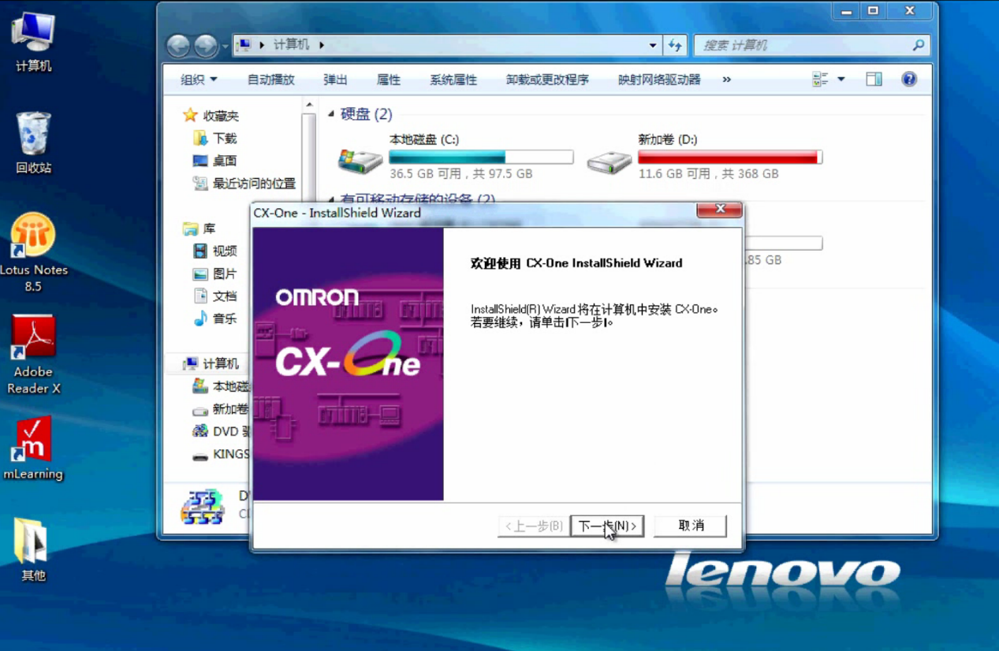 计算机
回收站
Lotus Notes
8.5
Adobe
Reader X
mLearning
其他
计算机
搜索 计算机
组织
自动播放
弹出
属性
系统属性
卸载或更改程序
映射网络驱动器
»
收藏夹
下载
桌面
最近访问的位置
库
视频
图片
文档
音乐
计算机
本地磁
新加卷
DVD 驱
KINGS
硬盘 (2)
本地磁盘 (C:)
36.5 GB 可用，共 97.5 GB
新加卷 (D:)
11.6 GB 可用，共 368 GB
有可移动存储的设备 (2)
.85 GB
CX-One - InstallShield Wizard
OMRON
CX-One
欢迎使用 CX-One InstallShield Wizard
InstallShield(R) Wizard 将在计算机中安装 CX-One。
若要继续，请单击“下一步”。
<上一步(B)
下一步(N)>
取消
lenovo